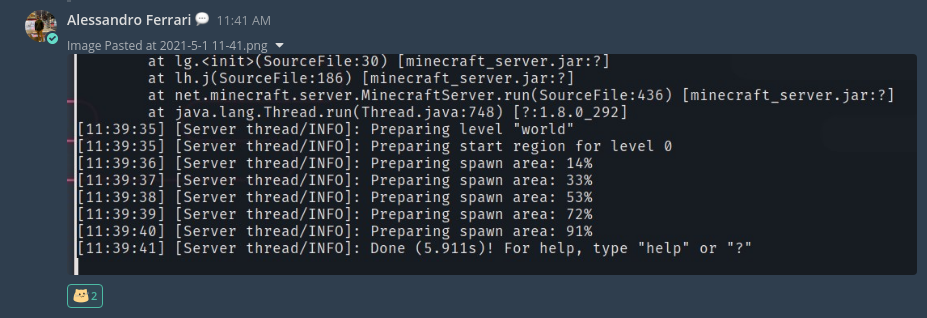 Alessandro Ferrari 💬 11:41 AM
Image Pasted at 2021-5-1 11-41.png
at lg.<init>(SourceFile:30) [minecraft_server.jar:?]
at lh.j(SourceFile:186) [minecraft_server.jar:?]
at net.minecraft.server.MinecraftServer.run(SourceFile:436) [minecraft_server.jar:?]
at java.lang.Thread.run(Thread.java:748) [?:1.8.0_292]
[11:39:35] [Server thread/INFO]: Preparing level "world"
[11:39:35] [Server thread/INFO]: Preparing start region for level 0
[11:39:36] [Server thread/INFO]: Preparing spawn area: 14%
[11:39:37] [Server thread/INFO]: Preparing spawn area: 33%
[11:39:38] [Server thread/INFO]: Preparing spawn area: 53%
[11:39:39] [Server thread/INFO]: Preparing spawn area: 72%
[11:39:40] [Server thread/INFO]: Preparing spawn area: 91%
[11:39:41] [Server thread/INFO]: Done (5.911s)! For help, type "help" or "?"
2